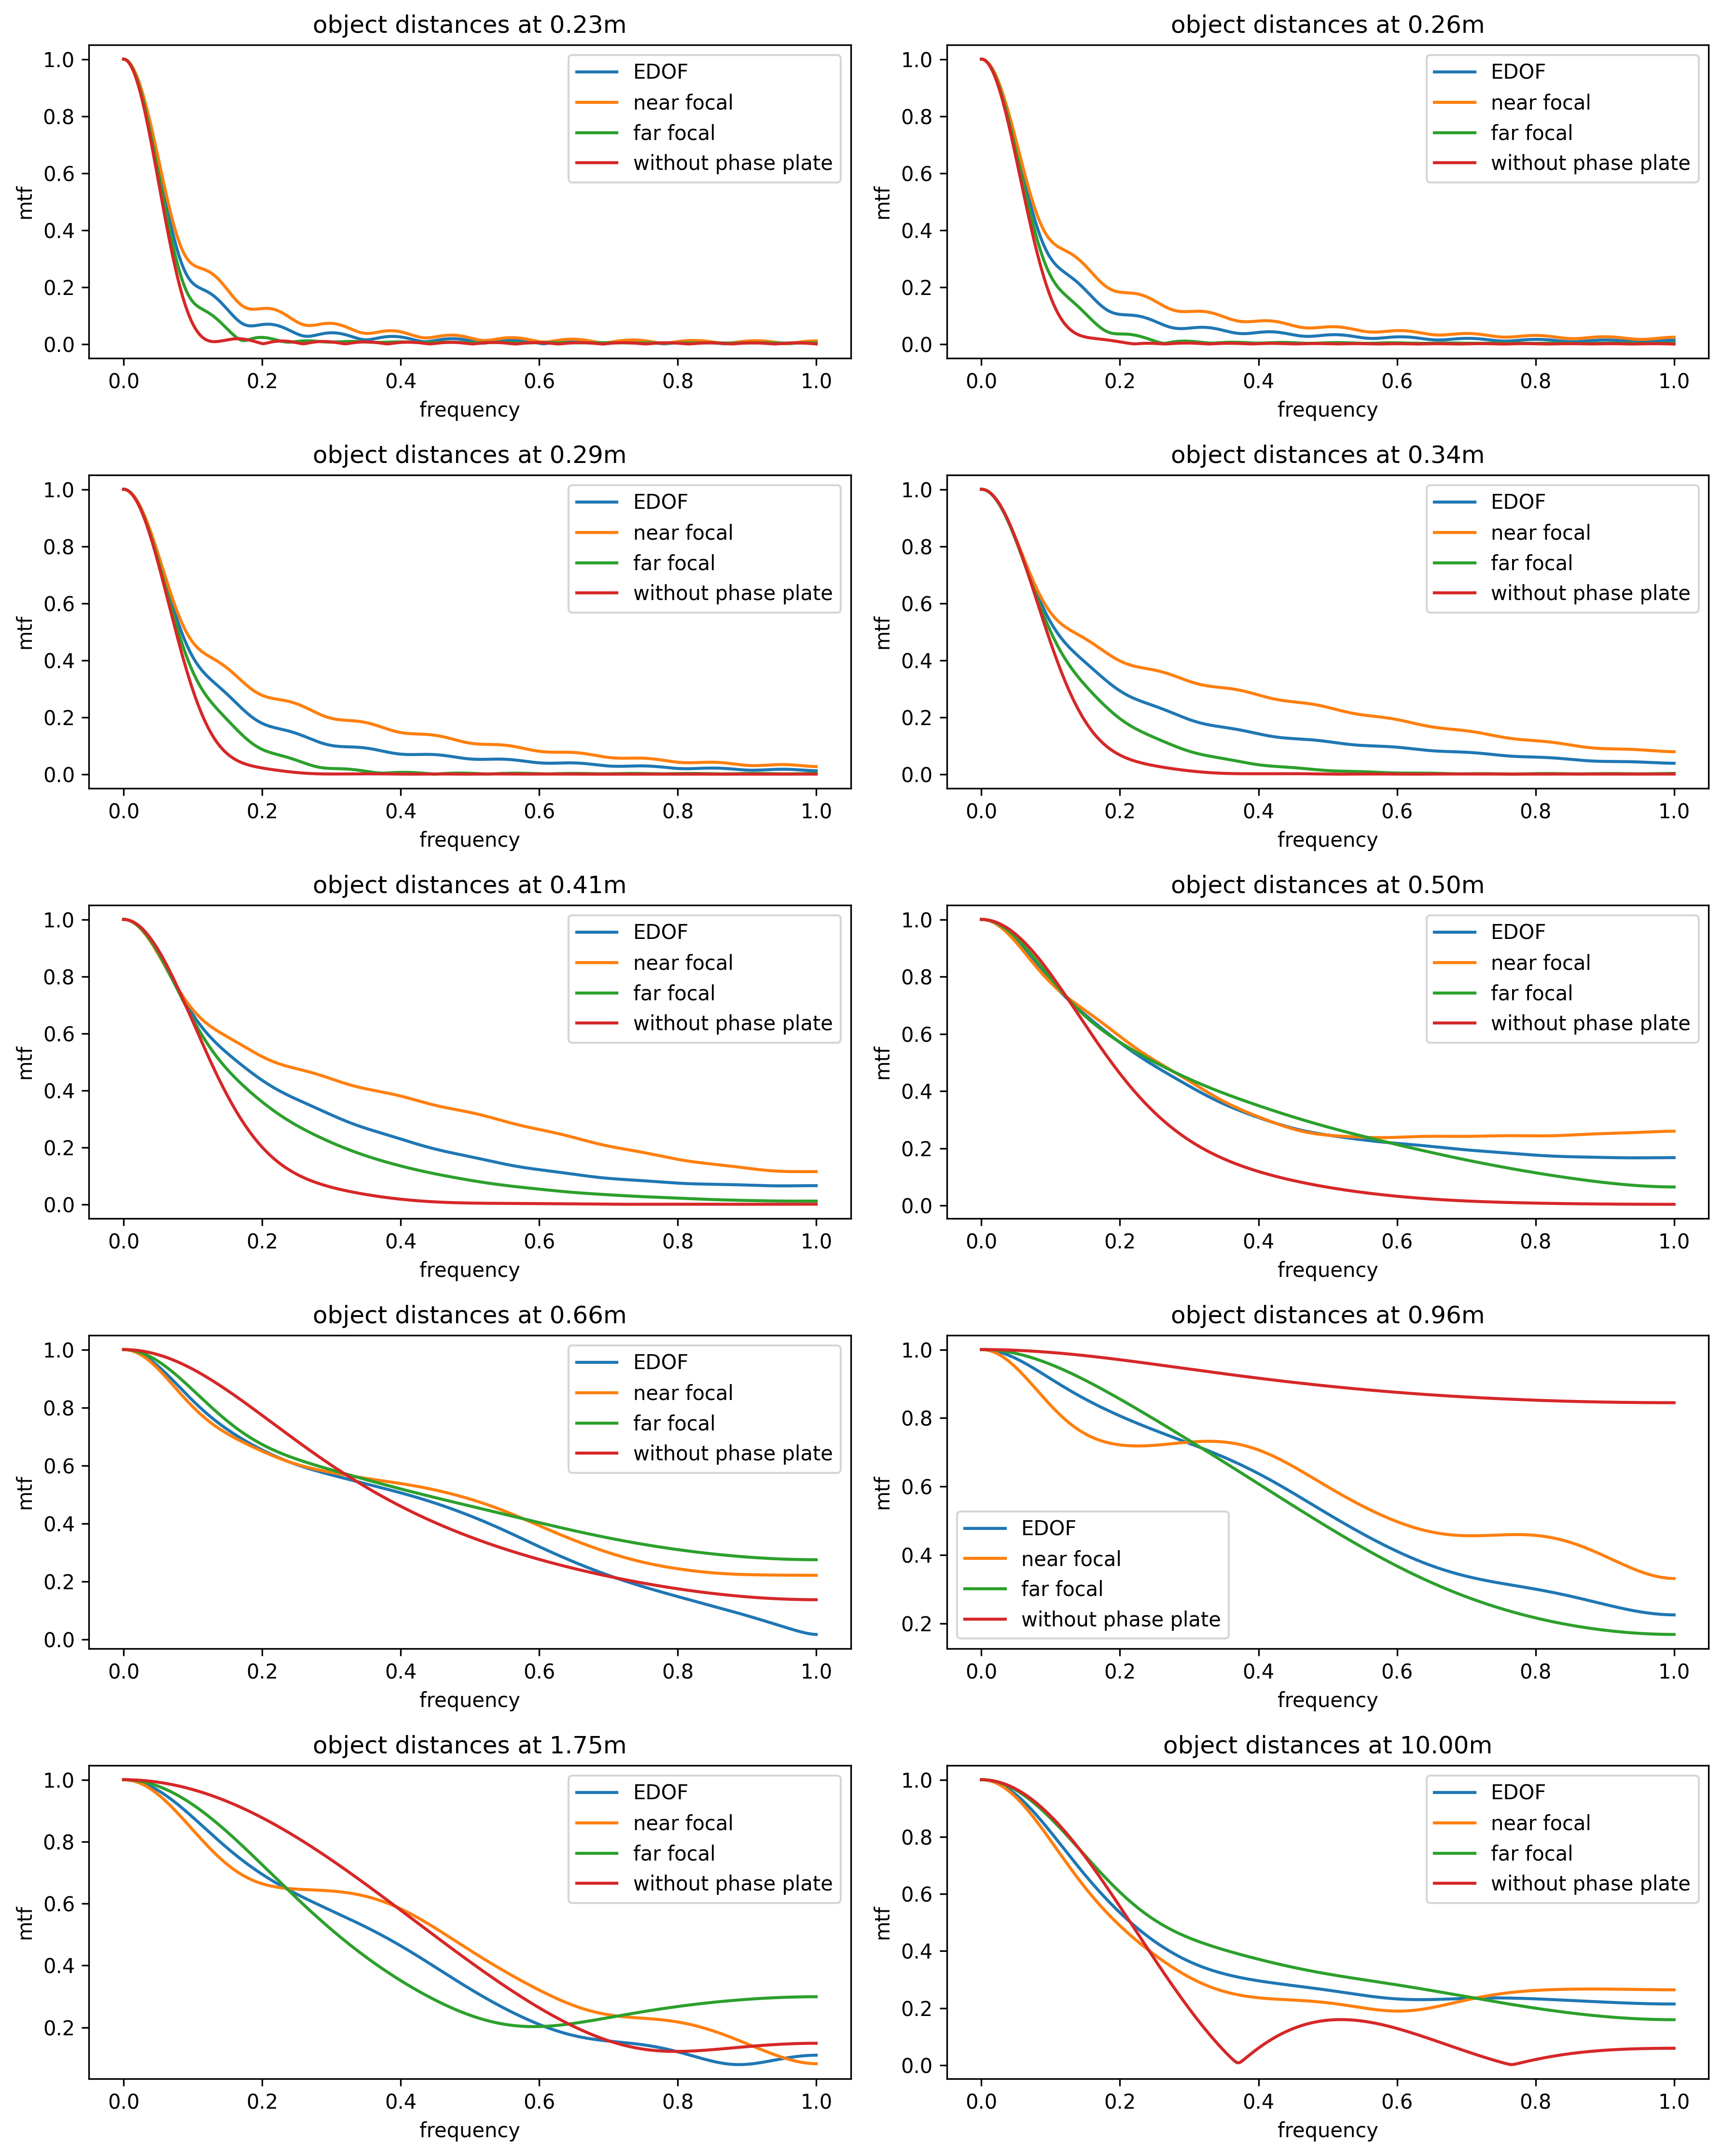 object distances at 0.23m
1.0
0.8
0.6
0.4
0.2
0.0
mtf
EDOF
near focal
far focal
without phase plate
0.0 0.2 0.4 0.6 0.8 1.0
frequency
object distances at 0.26m
1.0
0.8
0.6
0.4
0.2
0.0
mtf
EDOF
near focal
far focal
without phase plate
0.0 0.2 0.4 0.6 0.8 1.0
frequency
object distances at 0.29m
1.0
0.8
0.6
0.4
0.2
0.0
mtf
EDOF
near focal
far focal
without phase plate
0.0 0.2 0.4 0.6 0.8 1.0
frequency
object distances at 0.34m
1.0
0.8
0.6
0.4
0.2
0.0
mtf
EDOF
near focal
far focal
without phase plate
0.0 0.2 0.4 0.6 0.8 1.0
frequency
object distances at 0.41m
1.0
0.8
0.6
0.4
0.2
0.0
mtf
EDOF
near focal
far focal
without phase plate
0.0 0.2 0.4 0.6 0.8 1.0
frequency
object distances at 0.50m
1.0
0.8
0.6
0.4
0.2
0.0
mtf
EDOF
near focal
far focal
without phase plate
0.0 0.2 0.4 0.6 0.8 1.0
frequency
object distances at 0.66m
1.0
0.8
0.6
0.4
0.2
0.0
mtf
EDOF
near focal
far focal
without phase plate
0.0 0.2 0.4 0.6 0.8 1.0
frequency
object distances at 0.96m
1.0
0.8
0.6
0.4
0.2
mtf
EDOF
near focal
far focal
without phase plate
0.0 0.2 0.4 0.6 0.8 1.0
frequency
object distances at 1.75m
1.0
0.8
0.6
0.4
0.2
mtf
EDOF
near focal
far focal
without phase plate
0.0 0.2 0.4 0.6 0.8 1.0
frequency
object distances at 10.00m
1.0
0.8
0.6
0.4
0.2
0.0
mtf
EDOF
near focal
far focal
without phase plate
0.0 0.2 0.4 0.6 0.8 1.0
frequency